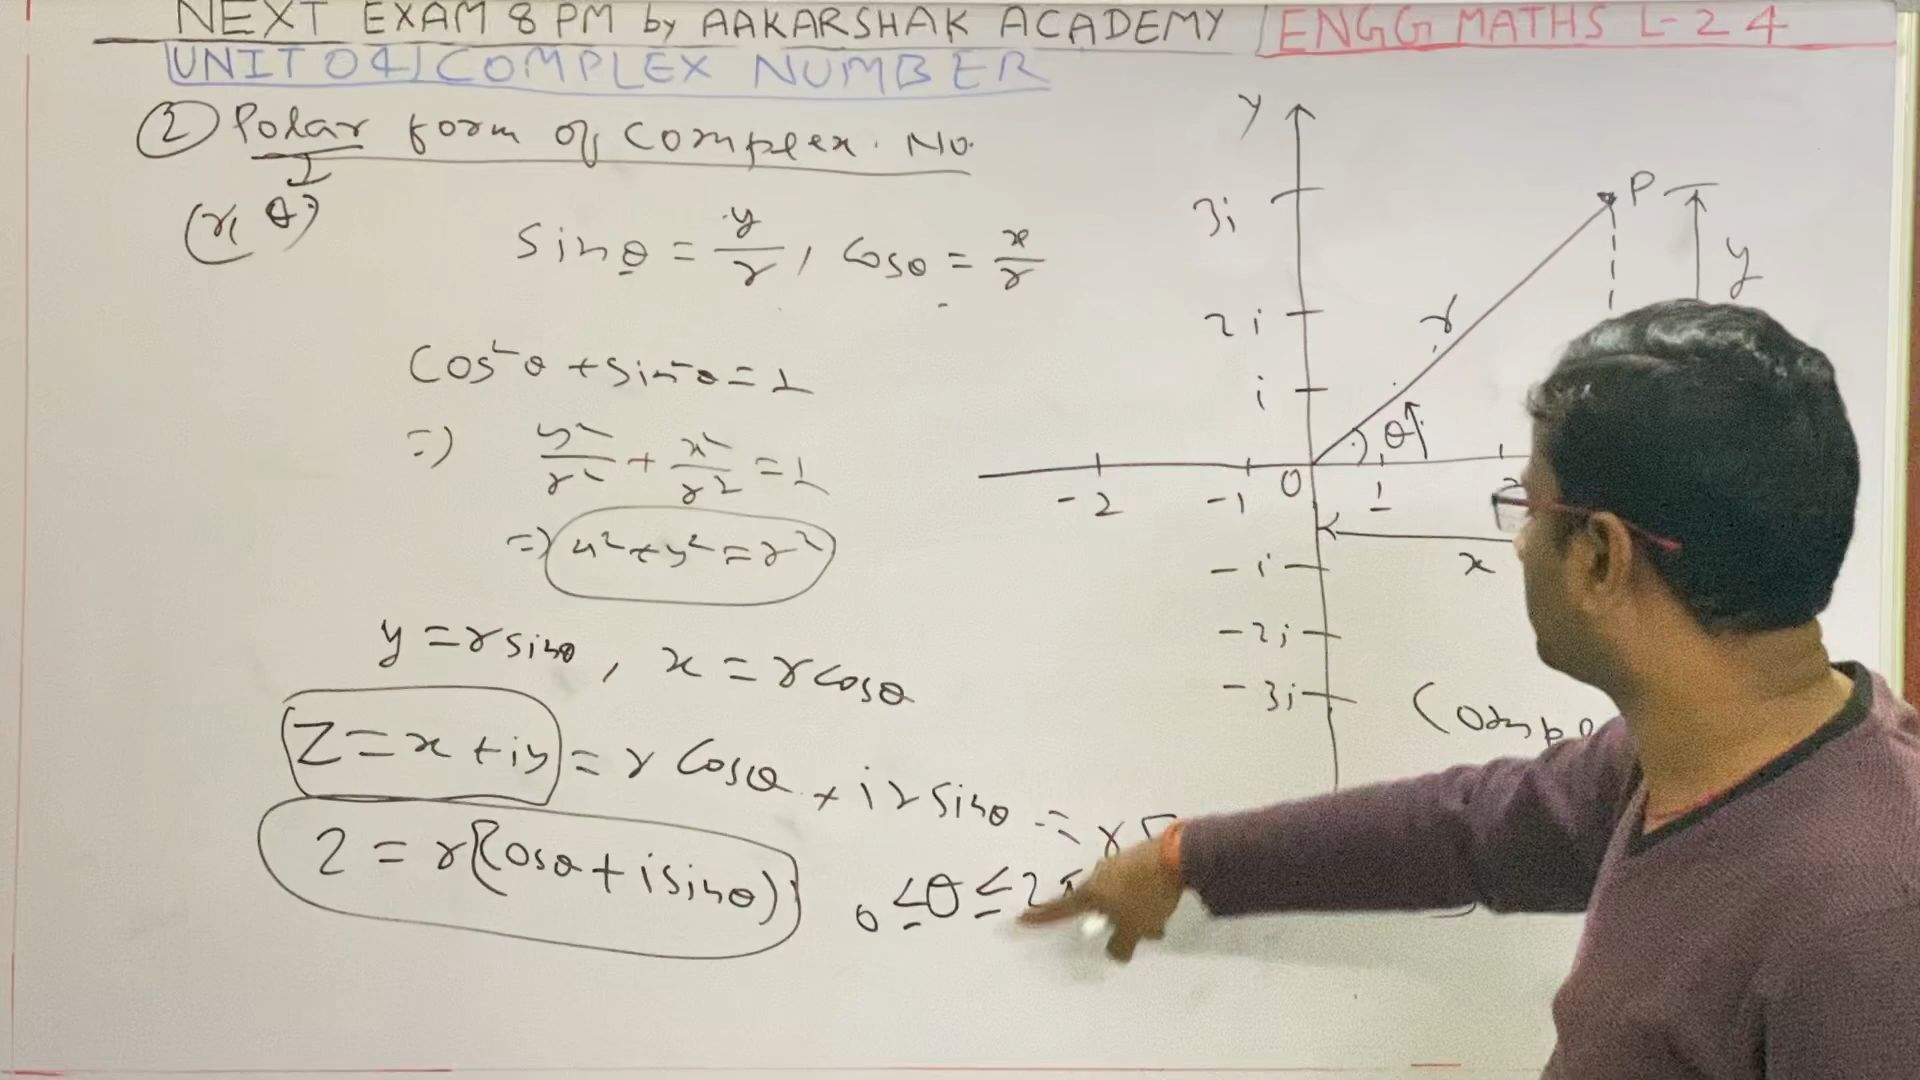 NEXT EXAM 8 PM by AAKARSHAK ACADEMY ENGG MATHS L-24
UNIT 04 COMPLEX NUMBER
② Polar form of Complex. No.
(r, θ)
sinθ = y/r, cosθ = x/r
Cos²θ + sin²θ = 1
=) y²/r² + x²/r² = 1
=) x² + y² = r²
y = r sinθ, x = r cosθ
Z = x + iy = r Cosθ + i r sinθ = r[
Z = r(Cosθ + i sinθ) 0 ≤ θ ≤ 2π
y
3i
P
y
2i
r
i
θ
-2 -1 0 1 2
-i
x
-2i
-3i